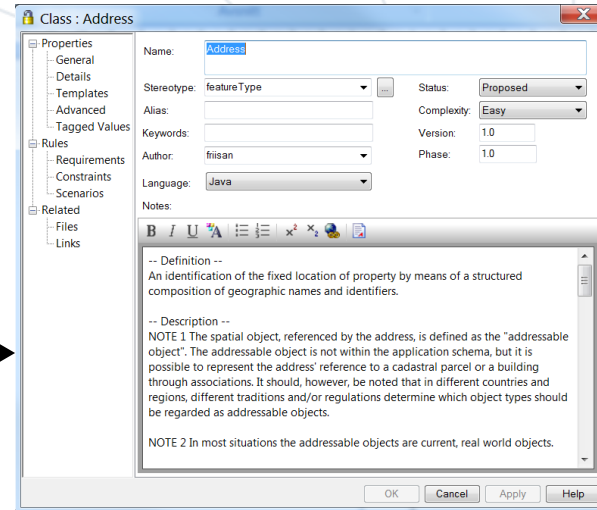 Class : Address
Properties
General
Details
Templates
Advanced
Tagged Values
Rules
Requirements
Constraints
Scenarios
Related
Files
Links
Name: Address
Stereotype: featureType ... Status: Proposed
Alias: Complexity: Easy
Keywords: Version: 1.0
Author: friisan Phase: 1.0
Language: Java
Notes:
B I U A x² x₂
-- Definition --
An identification of the fixed location of property by means of a structured
composition of geographic names and identifiers.
-- Description --
NOTE 1 The spatial object, referenced by the address, is defined as the "addressable
object". The addressable object is not within the application schema, but it is
possible to represent the address' reference to a cadastral parcel or a building
through associations. It should, however, be noted that in different countries and
regions, different traditions and/or regulations determine which object types should
be regarded as addressable objects.
NOTE 2 In most situations the addressable objects are current, real world objects.
OK Cancel Apply Help